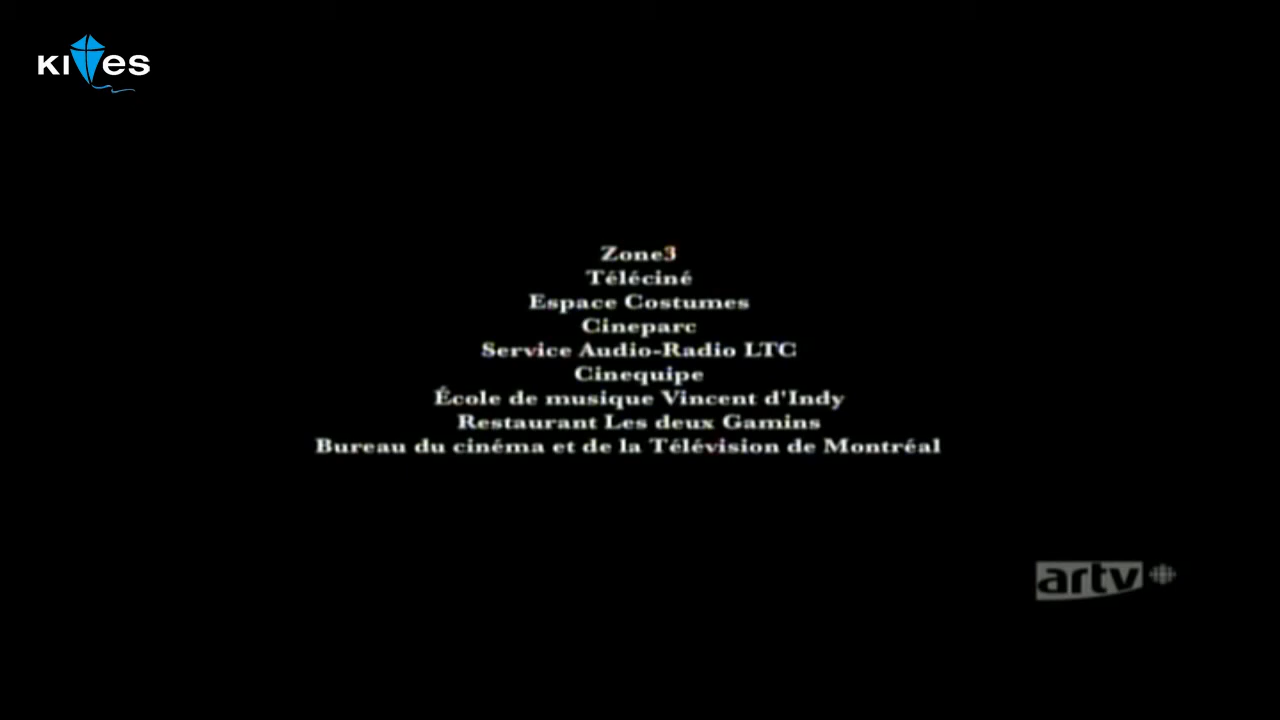 KITES
Zone3
Téléciné
Espace Costumes
Cineparc
Service Audio-Radio LTC
Cinequipe
École de musique Vincent d'Indy
Restaurant Les deux Gamins
Bureau du cinéma et de la Télévision de Montréal
artv